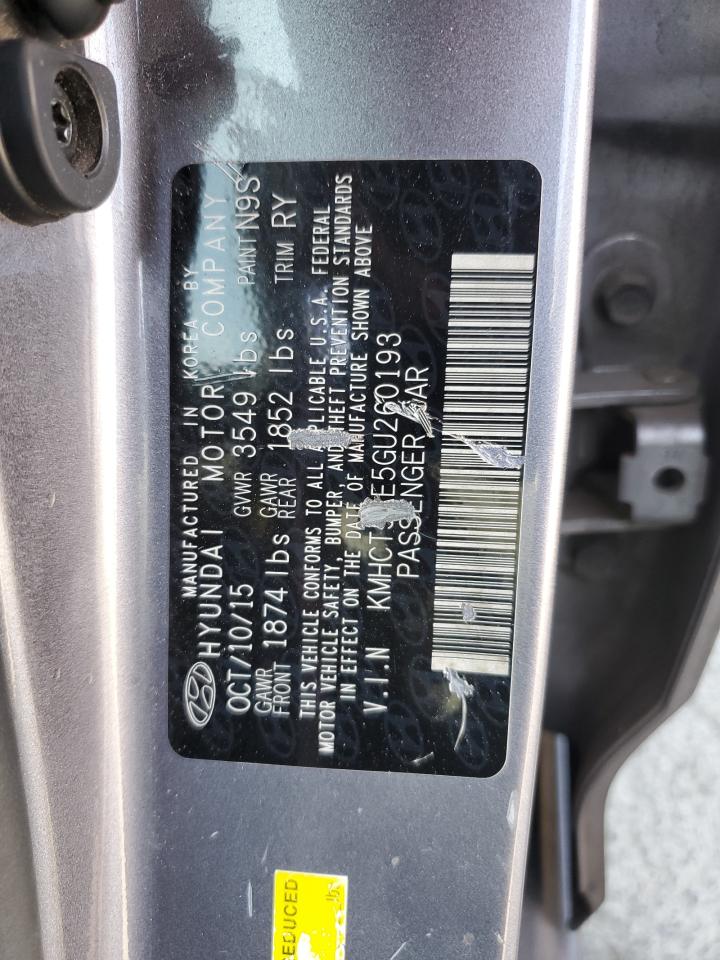 MANUFACTURED IN KOREA BY
HYUNDAI MOTOR COMPANY
OCT/10/15 GVWR 3549 lbs PAINT N9S
GAWR FRONT 1874 lbs GAWR REAR 1852 lbs TRIM RY
THIS VEHICLE CONFORMS TO ALL APPLICABLE U.S.A. FEDERAL
MOTOR VEHICLE SAFETY, BUMPER, AND THEFT PREVENTION STANDARDS
IN EFFECT ON THE DATE OF MANUFACTURE SHOWN ABOVE
V.I.N
PASSENGER CAR